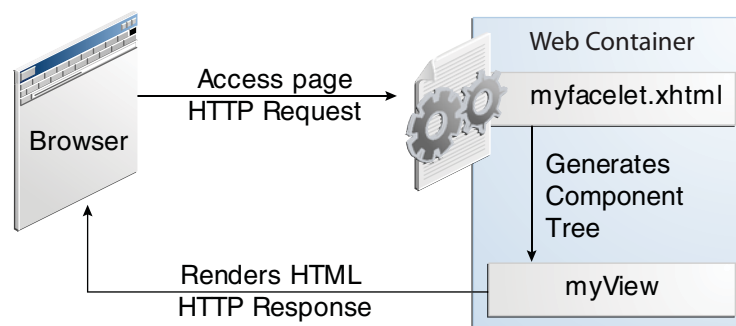 Web Container
Access page
HTTP Request
myfacelet.xhtml
Browser
Generates
Component
Tree
Renders HTML
HTTP Response
myView